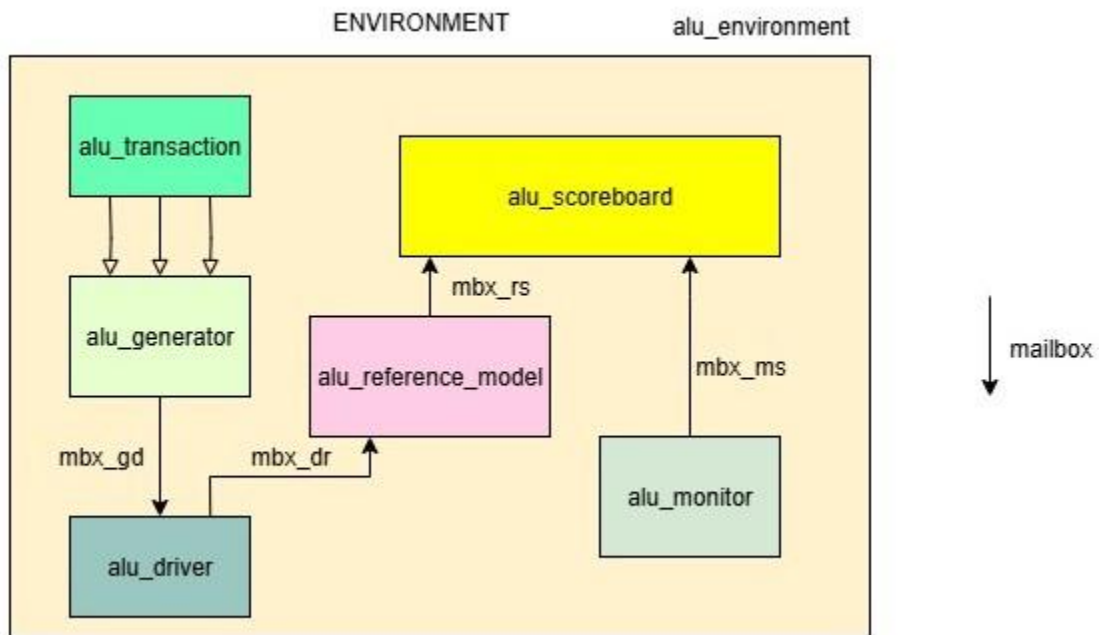 ENVIRONMENT
alu_environment
alu_transaction
alu_scoreboard
mbx_rs
alu_generator
mailbox
alu_reference_model
mbx_ms
mbx_gd
mbx_dr
alu_monitor
alu_driver